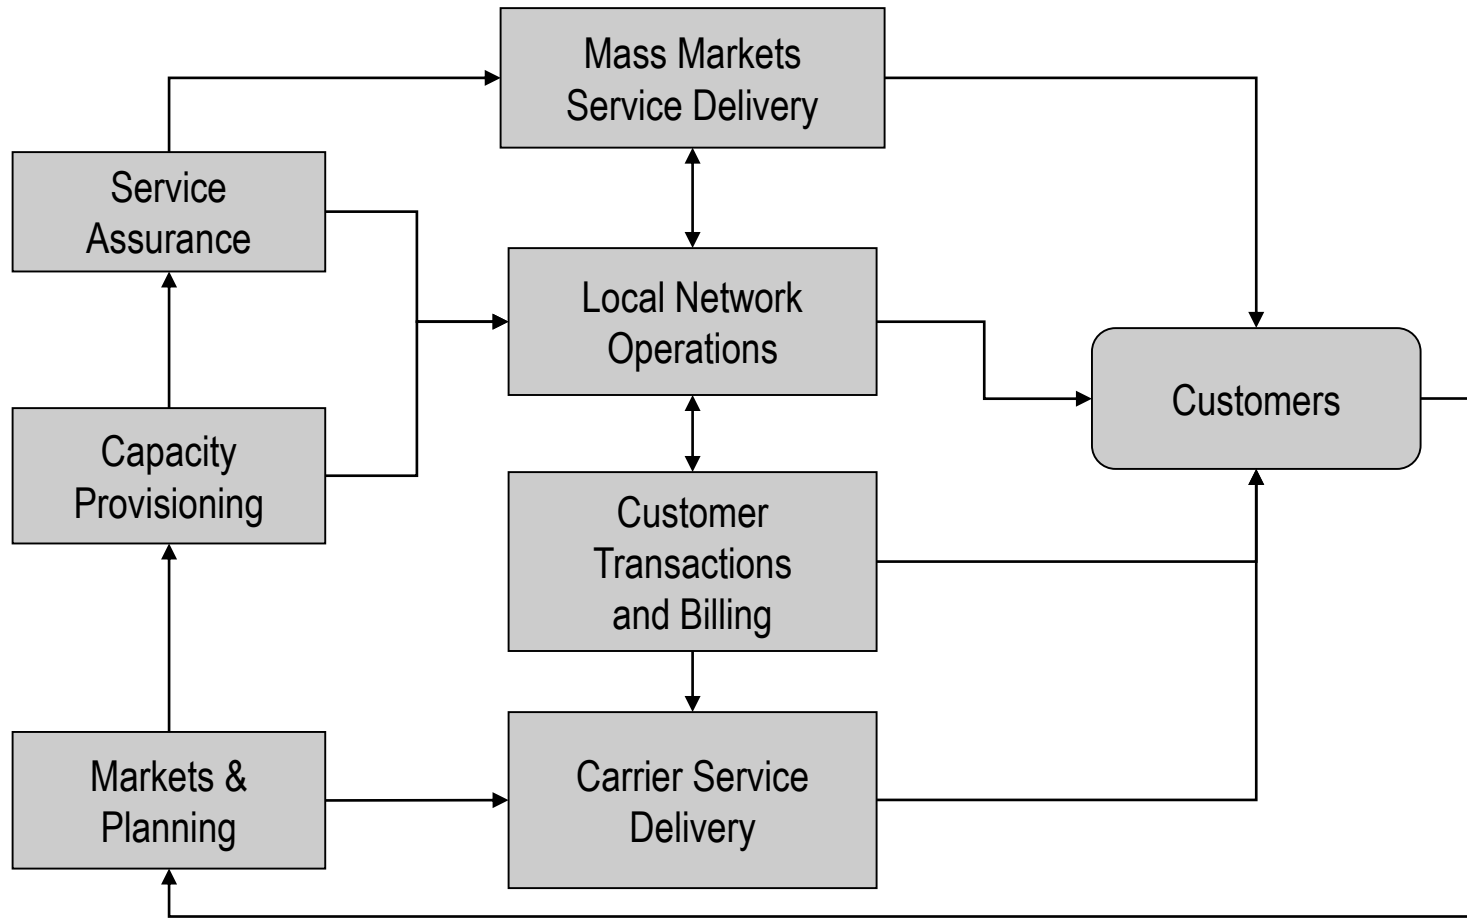 Mass Markets
Service Delivery
Service
Assurance
Local Network
Operations
Customers
Capacity
Provisioning
Customer
Transactions
and Billing
Markets &
Planning
Carrier Service
Delivery